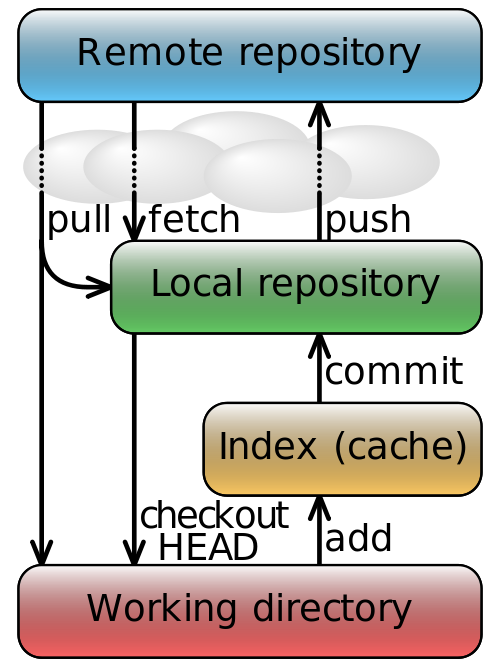 Remote repository
pull fetch push
Local repository
commit
Index (cache)
checkout
HEAD
add
Working directory